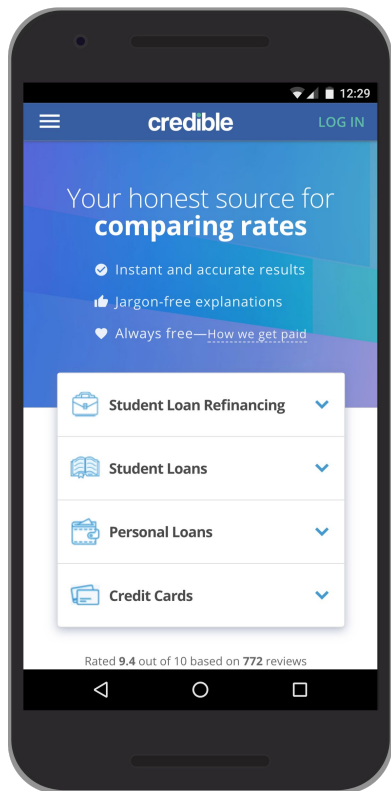 12:29
credible
LOG IN
Your honest source for
comparing rates
Instant and accurate results
Jargon-free explanations
Always free—How we get paid
Student Loan Refinancing
Student Loans
Personal Loans
Credit Cards
Rated 9.4 out of 10 based on 772 reviews